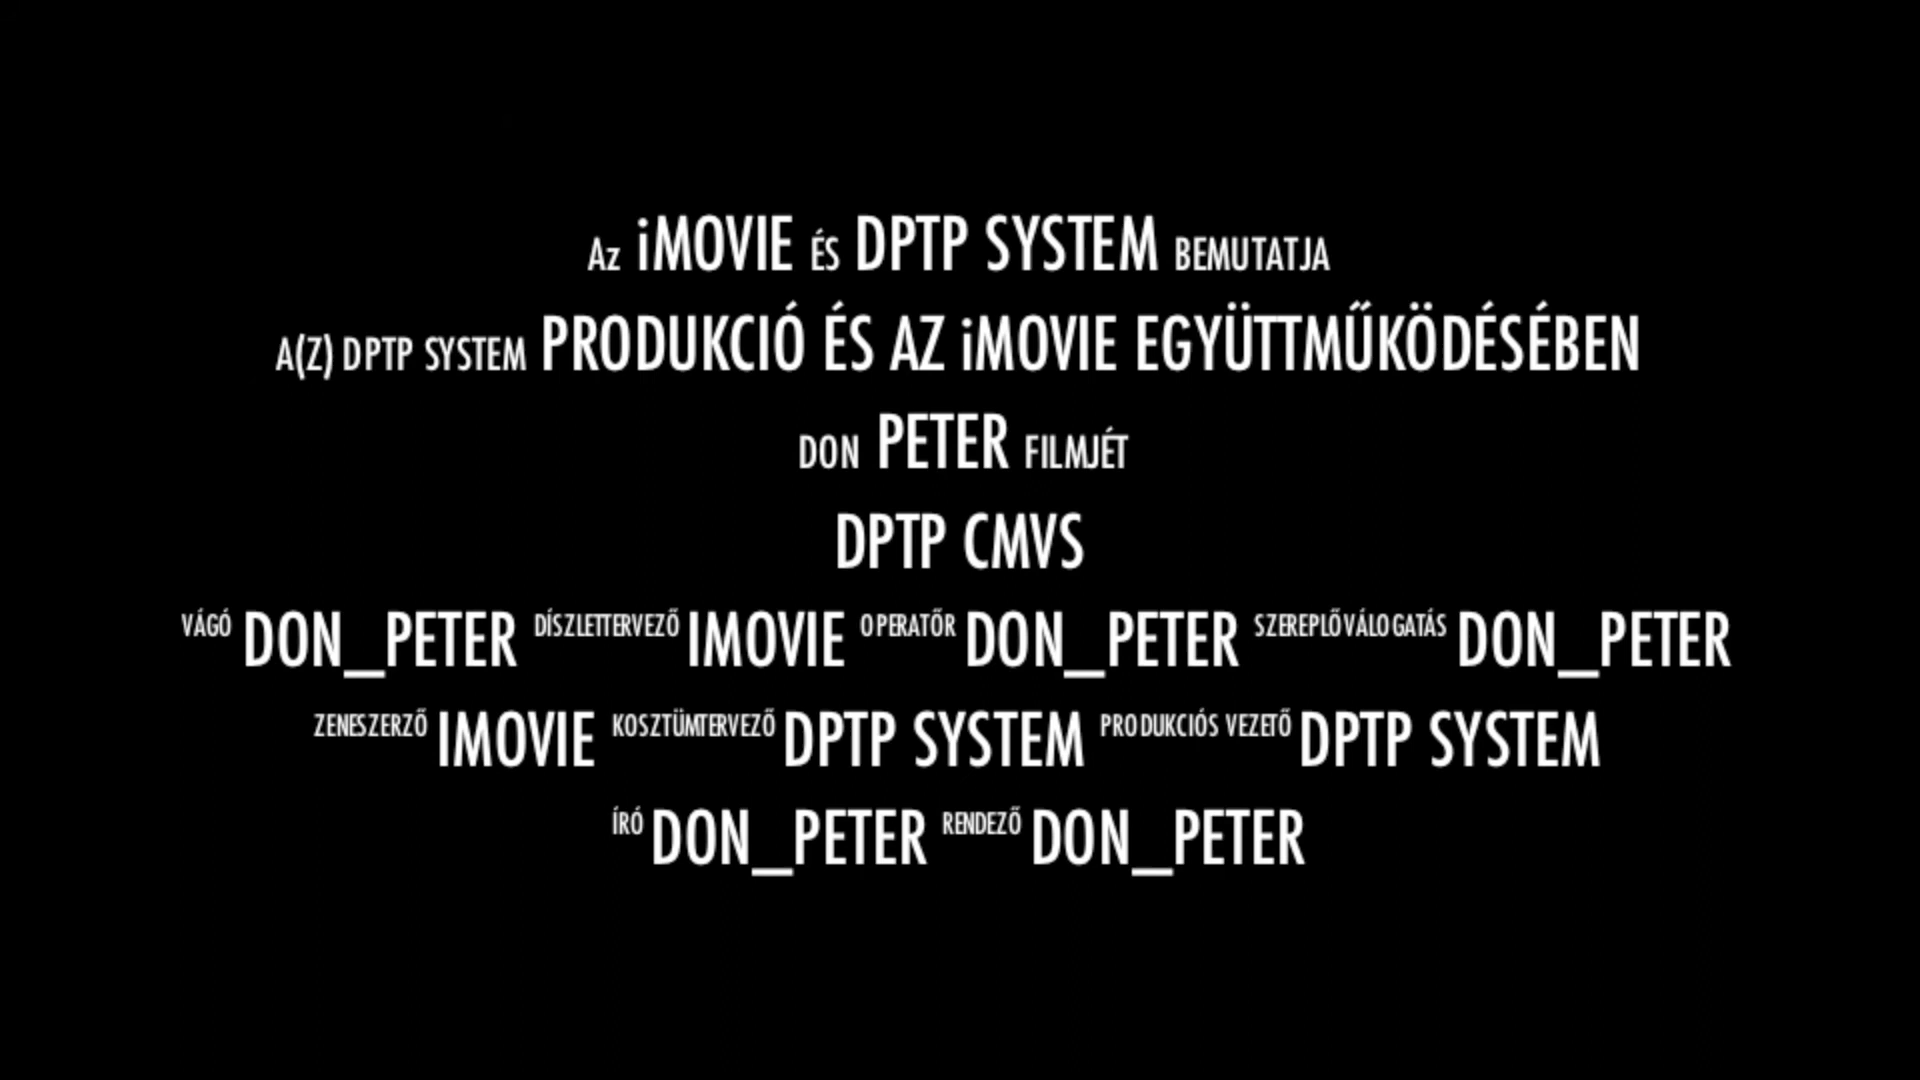 Az iMOVIE ÉS DPTP SYSTEM BEMUTATJA
A(Z) DPTP SYSTEM PRODUKCIÓ ÉS AZ iMOVIE EGYÜTTMŰKÖDÉSÉBEN
DON PETER FILMJÉT
DPTP CMVS
VÁGÓ DON_PETER DÍSZLETTERVEZŐ IMOVIE OPERATŐR DON_PETER SZEREPLŐVÁLOGATÁS DON_PETER
ZENESZERZŐ IMOVIE KOSZTÜMTERVEZŐ DPTP SYSTEM PRODUKCIÓS VEZETŐ DPTP SYSTEM
ÍRÓ DON_PETER RENDEZŐ DON_PETER